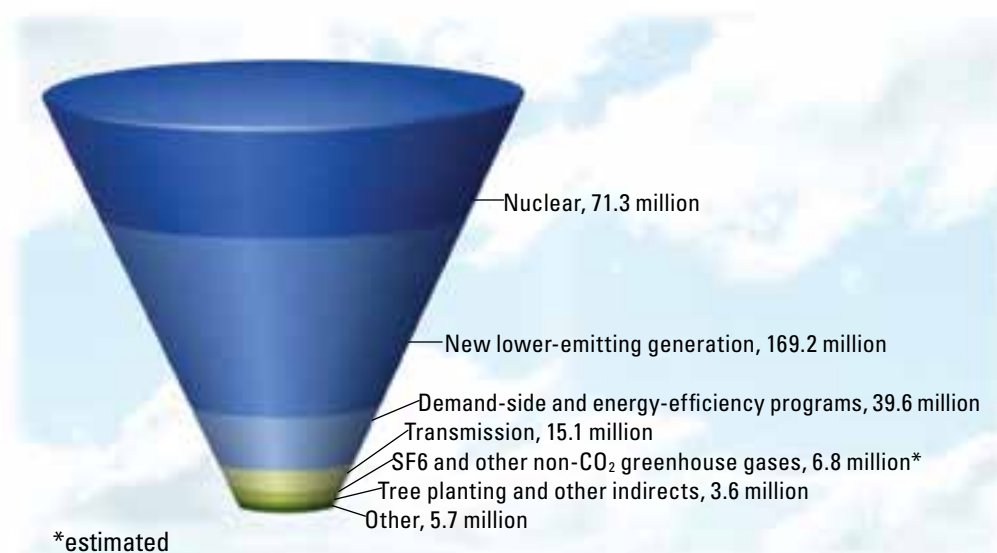 Nuclear, 71.3 million
New lower-emitting generation, 169.2 million
Demand-side and energy-efficiency programs, 39.6 million
Transmission, 15.1 million
SF6 and other non-CO₂ greenhouse gases, 6.8 million*
Tree planting and other indirects, 3.6 million
Other, 5.7 million
*estimated